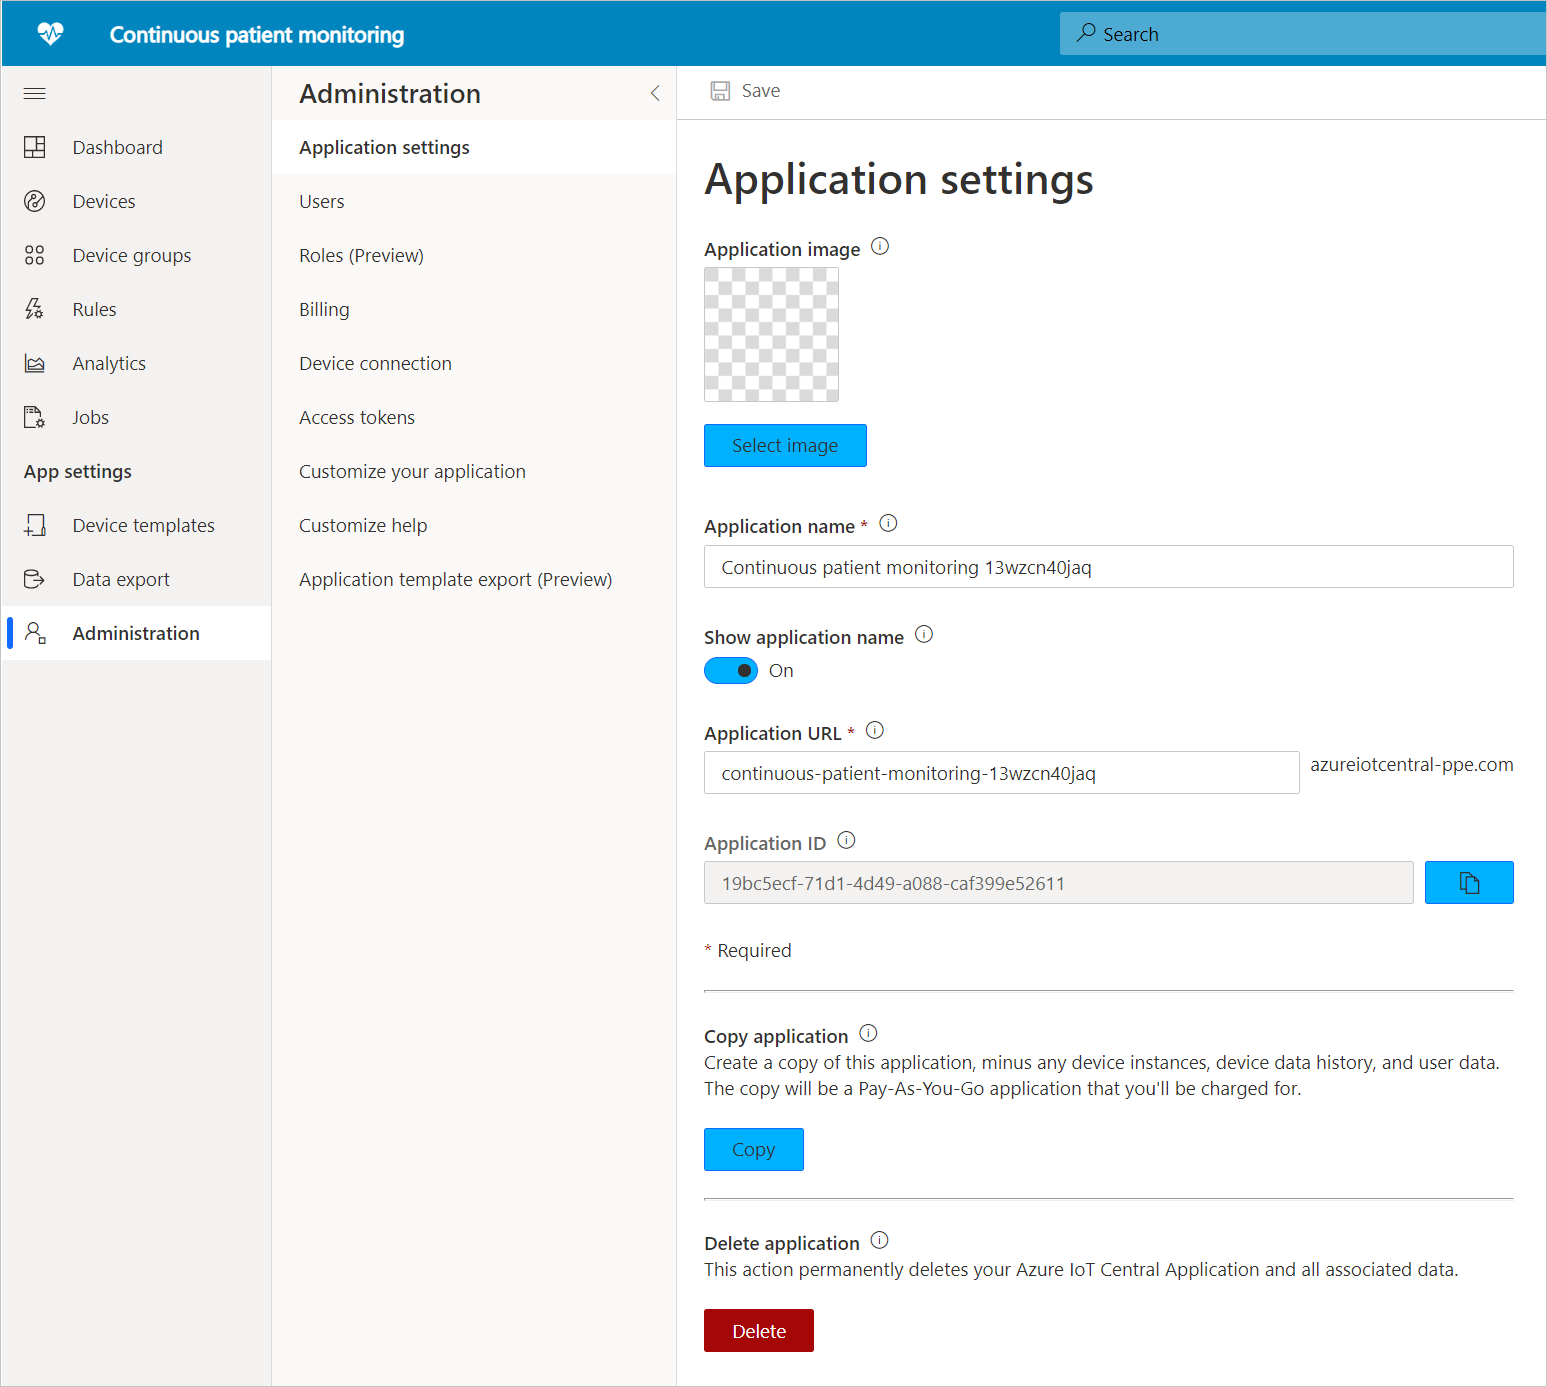 Continuous patient monitoring
Search
Dashboard
Devices
Device groups
Rules
Analytics
Jobs
App settings
Device templates
Data export
Administration
Administration
Application settings
Users
Roles (Preview)
Billing
Device connection
Access tokens
Customize your application
Customize help
Application template export (Preview)
Save
Application settings
Application image
Select image
Application name *
Continuous patient monitoring 13wzcn40jaq
Show application name
On
Application URL *
continuous-patient-monitoring-13wzcn40jaq
azureiotcentral-ppe.com
Application ID
19bc5ecf-71d1-4d49-a088-caf399e52611
* Required
Copy application
Create a copy of this application, minus any device instances, device data history, and user data.
The copy will be a Pay-As-You-Go application that you'll be charged for.
Copy
Delete application
This action permanently deletes your Azure IoT Central Application and all associated data.
Delete